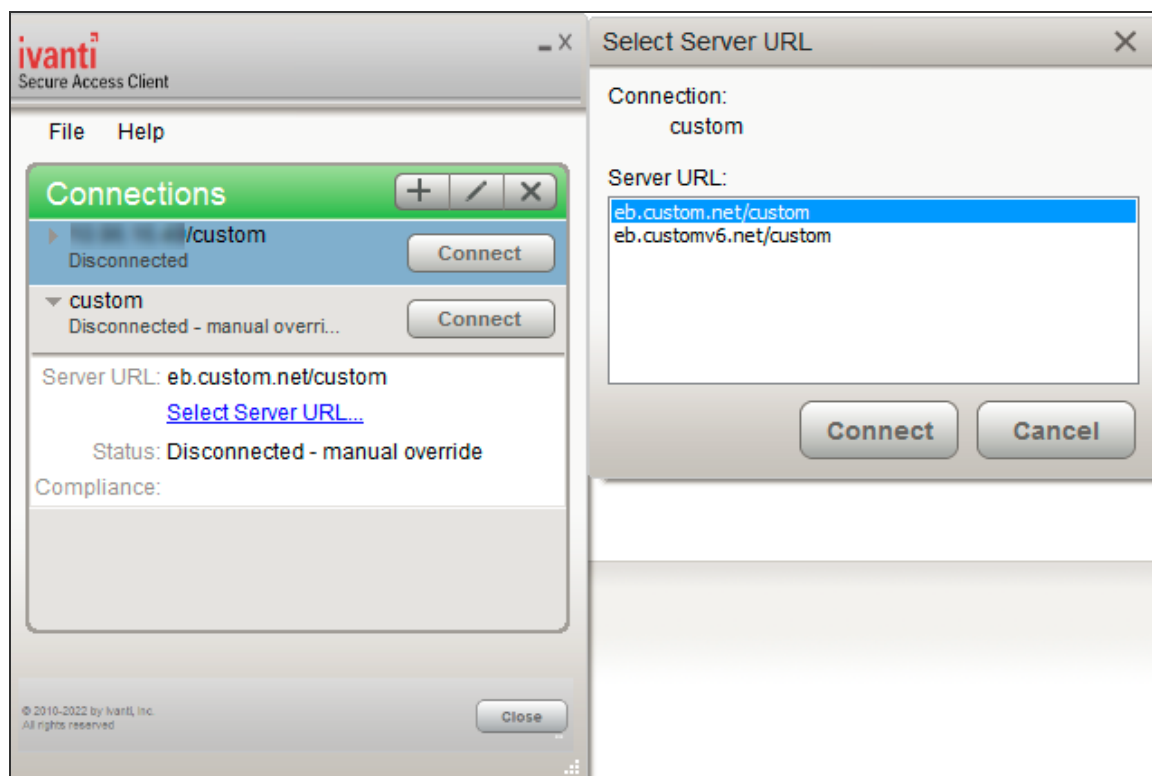 ivanti
Secure Access Client
File Help
Connections
/custom
Disconnected
Connect
custom
Disconnected - manual overri...
Connect
Server URL: eb.custom.net/custom
Select Server URL...
Status: Disconnected - manual override
Compliance:
© 2010-2022 by Ivanti, Inc.
All rights reserved
Close
Select Server URL
Connection:
custom
Server URL:
eb.custom.net/custom
eb.customv6.net/custom
Connect Cancel